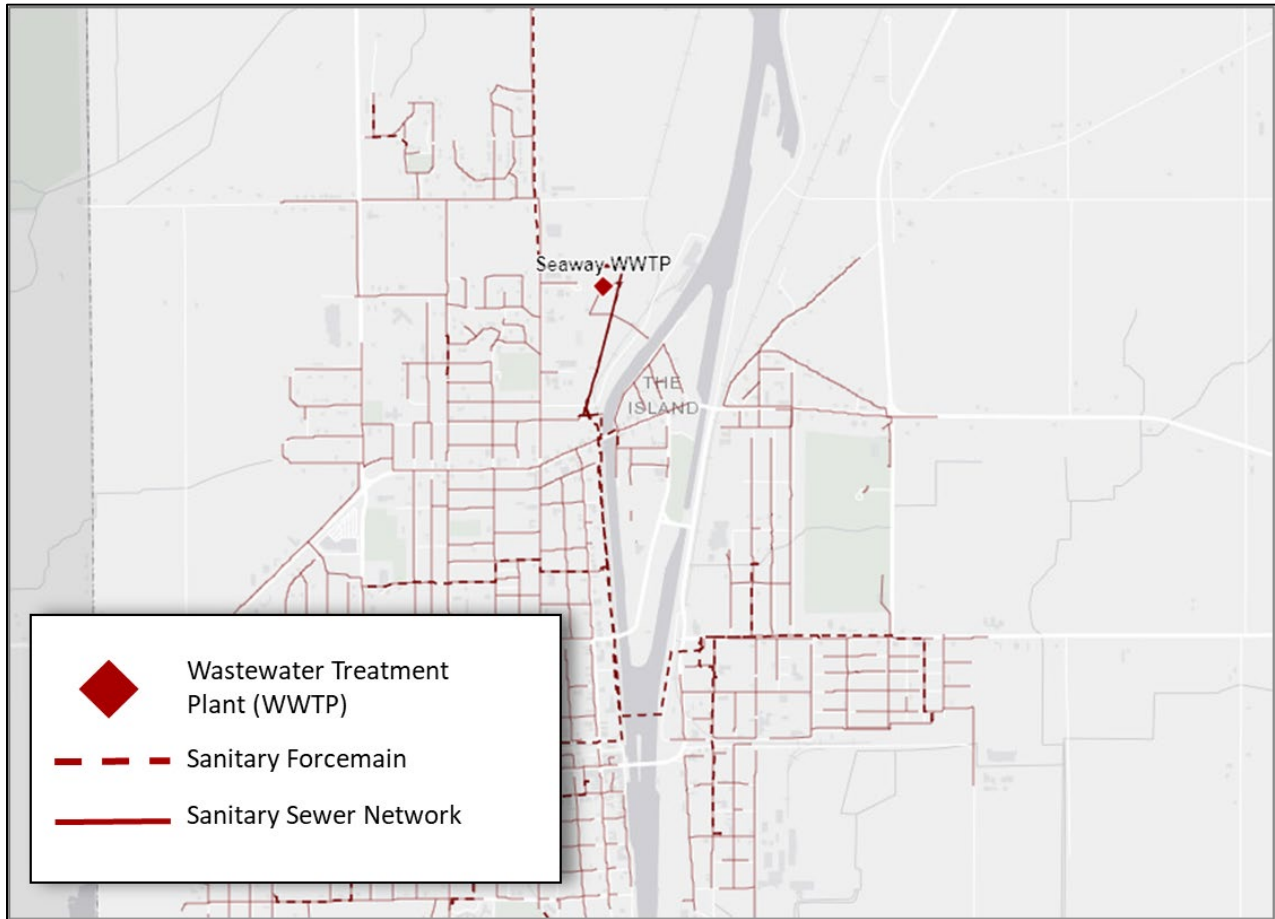 Seaway WWTP
THE
ISLAND
Wastewater Treatment
Plant (WWTP)
Sanitary Forcemain
Sanitary Sewer Network